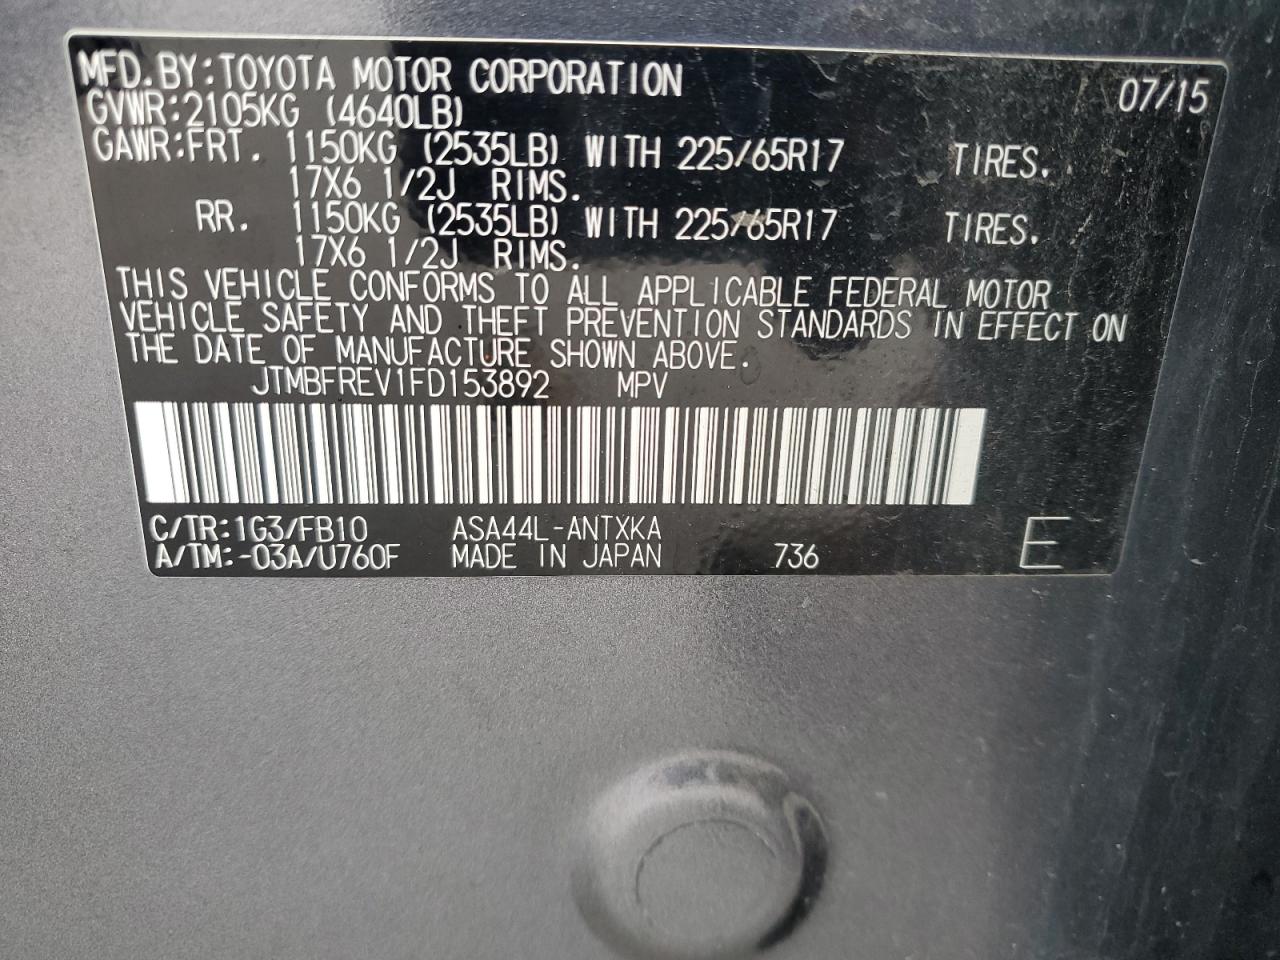 MFD.BY:TOYOTA MOTOR CORPORATION 07/15
GVWR:2105KG (4640LB)
GAWR:FRT. 1150KG (2535LB) WITH 225/65R17 TIRES.
17X6 1/2J RIMS.
RR. 1150KG (2535LB) WITH 225/65R17 TIRES.
17X6 1/2J RIMS.
THIS VEHICLE CONFORMS TO ALL APPLICABLE FEDERAL MOTOR
VEHICLE SAFETY AND THEFT PREVENTION STANDARDS IN EFFECT ON
THE DATE OF MANUFACTURE SHOWN ABOVE.
JTMBFREV1FD153892 MPV
C/TR:1G3/FB10 ASA44L-ANTXKA
A/TM:-03A/U760F MADE IN JAPAN 736 E